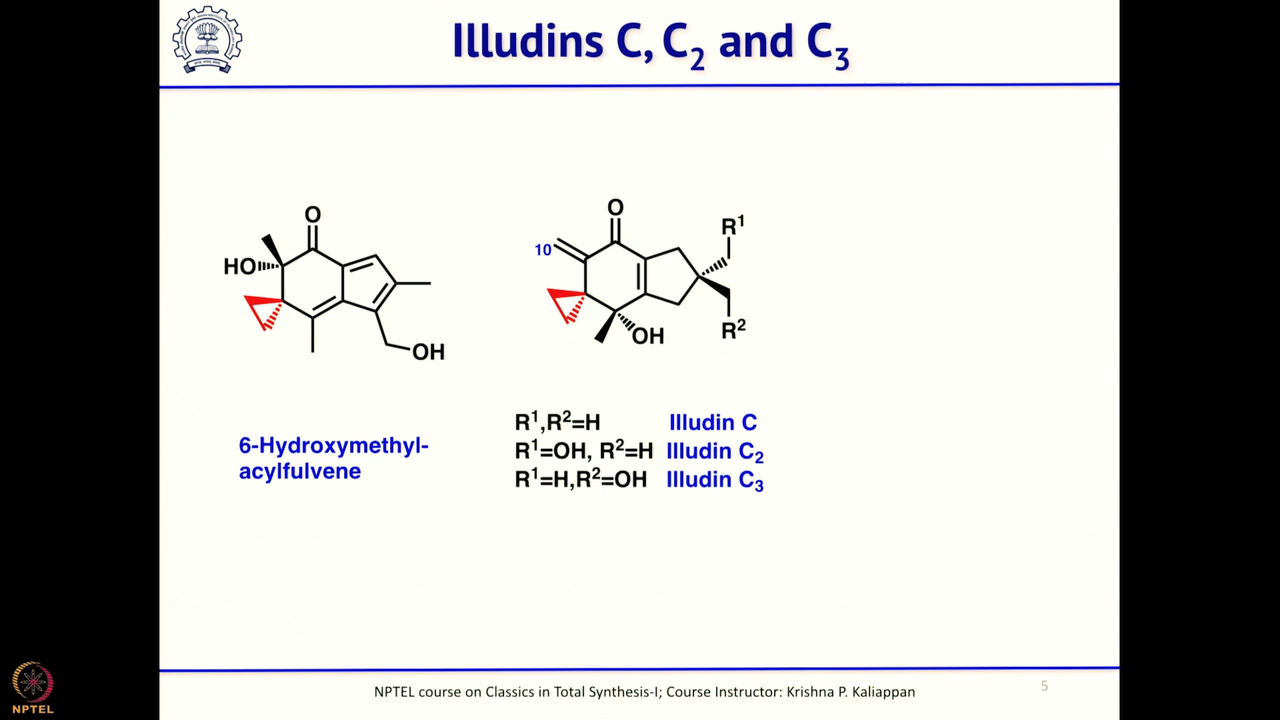 Illudins C, C₂ and C₃
O
HO
OH
6-Hydroxymethyl-
acylfulvene
O
10
R¹
R²
OH
R¹,R²=H Illudin C
R¹=OH, R²=H Illudin C₂
R¹=H,R²=OH Illudin C₃
NPTEL course on Classics in Total Synthesis-I; Course Instructor: Krishna P. Kaliappan
5
NPTEL